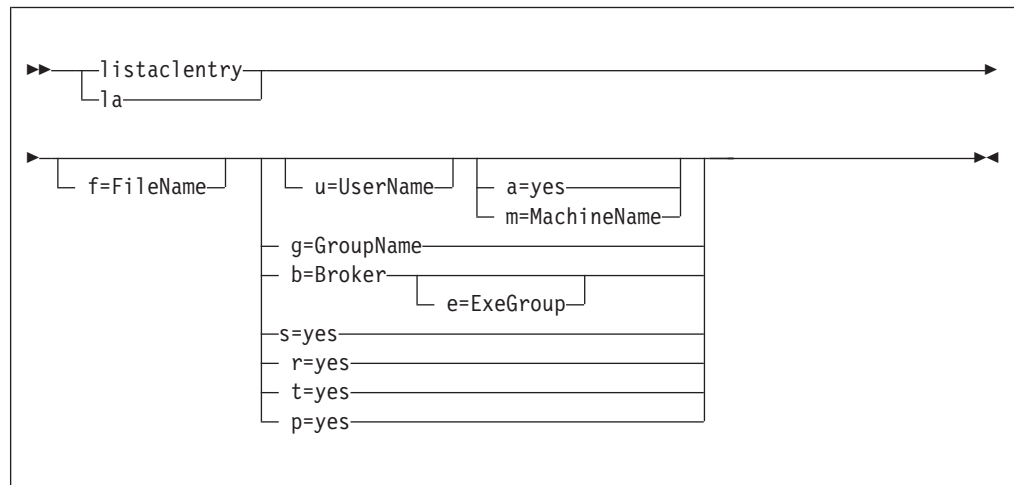 listaclentry
la
f=FileName
u=UserName
a=yes
m=MachineName
g=GroupName
b=Broker
e=ExeGroup
s=yes
r=yes
t=yes
p=yes